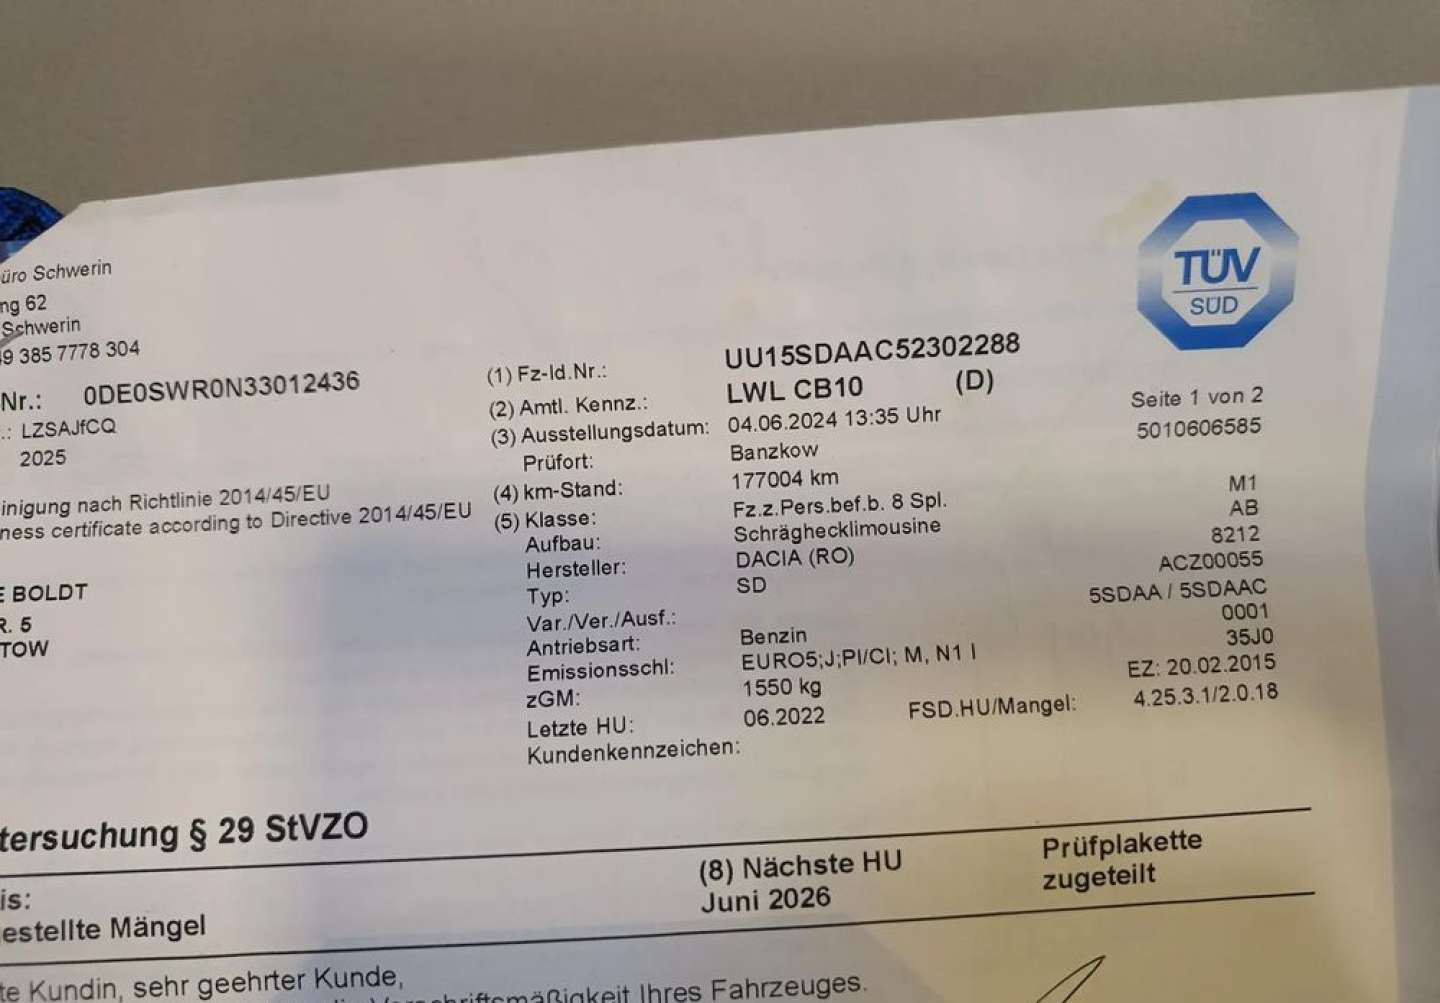 üro Schwerin
ng 62
Schwerin
49 385 7778 304
Nr.: 0DE0SWR0N33012436
.: LZSAJfCQ
2025
inigung nach Richtlinie 2014/45/EU
ness certificate according to Directive 2014/45/EU
E BOLDT
R. 5
TOW
TÜV
SÜD
(1) Fz-Id.Nr.: UU15SDAAC52302288
(2) Amtl. Kennz.: LWL CB10 (D)
(3) Ausstellungsdatum: 04.06.2024 13:35 Uhr Seite 1 von 2
Prüfort: Banzkow 5010606585
(4) km-Stand: 177004 km
(5) Klasse: Fz.z.Pers.bef.b. 8 Spl. M1
Aufbau: Schräghecklimousine AB
Hersteller: DACIA (RO) 8212
Typ: SD ACZ00055
Var./Ver./Ausf.: 5SDAA / 5SDAAC
Antriebsart: Benzin 0001
Emissionsschl: EURO5;J;PI/CI; M, N1 I 35J0
zGM: 1550 kg EZ: 20.02.2015
Letzte HU: 06.2022 FSD.HU/Mangel: 4.25.3.1/2.0.18
Kundenkennzeichen:
tersuchung § 29 StVZO
is: (8) Nächste HU Prüfplakette
estellte Mängel Juni 2026 zugeteilt
te Kundin, sehr geehrter Kunde,
Vorschriftsmäßigkeit Ihres Fahrzeuges.